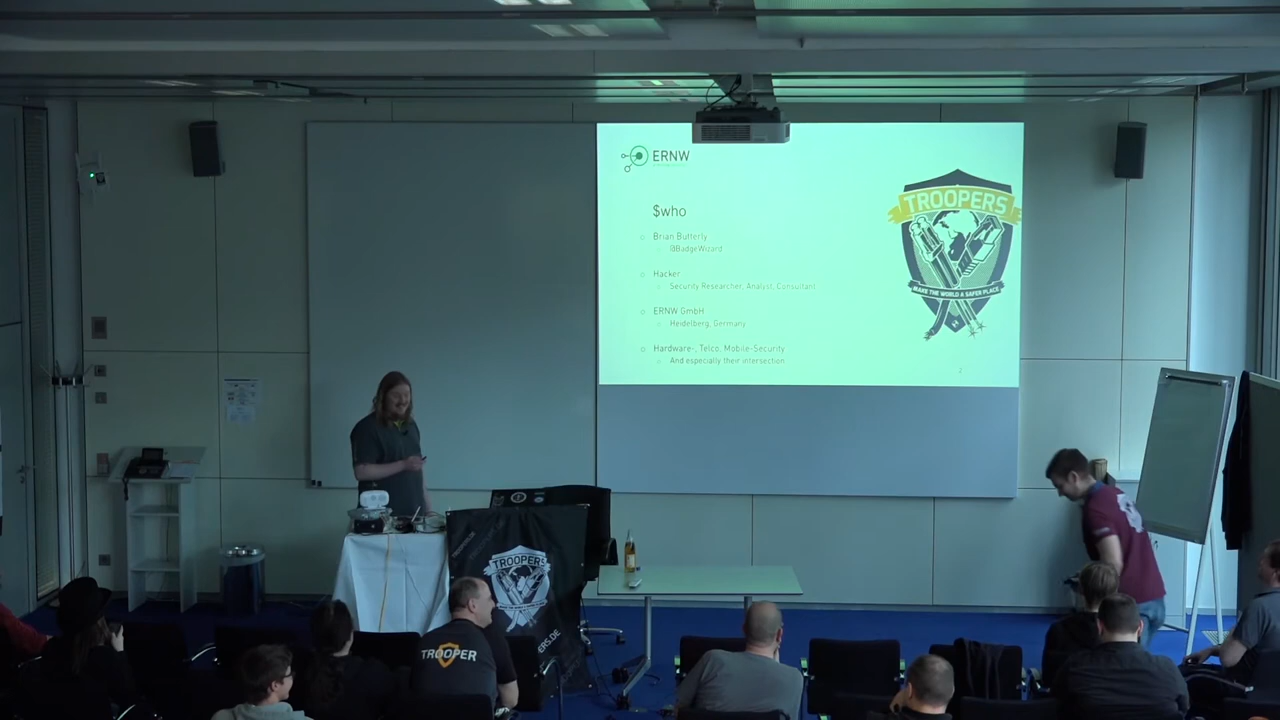 ERNW
$who
Brian Butterly
@BadgeWizard
Hacker
Security Researcher, Analyst, Consultant
ERNW GmbH
Heidelberg, Germany
Hardware-, Telco, Mobile-Security
And especially their intersection
2
TROOPERS
MAKE THE WORLD A SAFER PLACE
TROOPERS
TROOPER